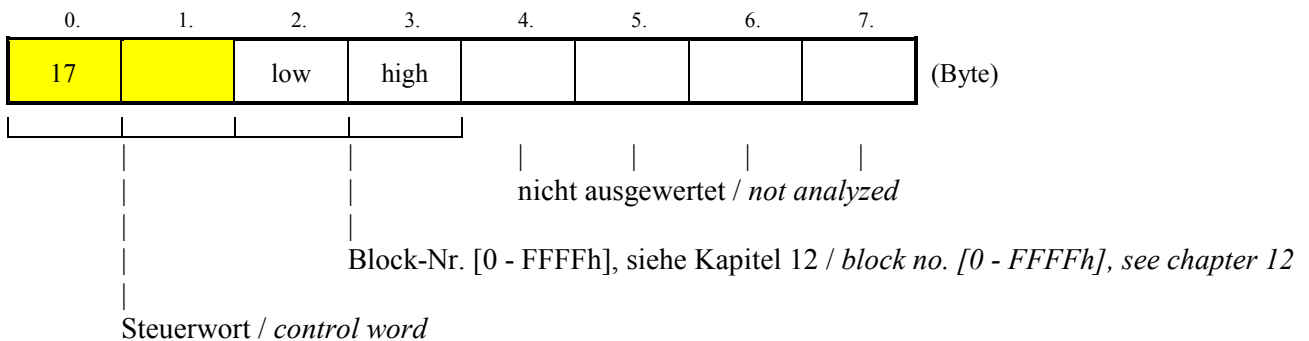 0. 1. 2. 3. 4. 5. 6. 7.
17 low high (Byte)
nicht ausgewertet / not analyzed
Block-Nr. [0 - FFFFh], siehe Kapitel 12 / block no. [0 - FFFFh], see chapter 12
Steuerwort / control word